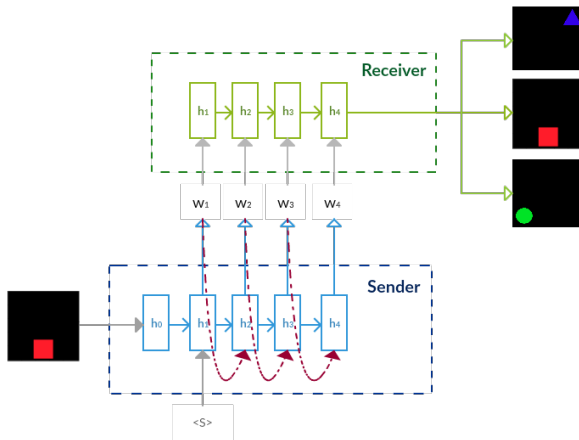 Receiver
h1 h2 h3 h4
W1 W2 W3 W4
Sender
h0 h1 h2 h3 h4
<S>